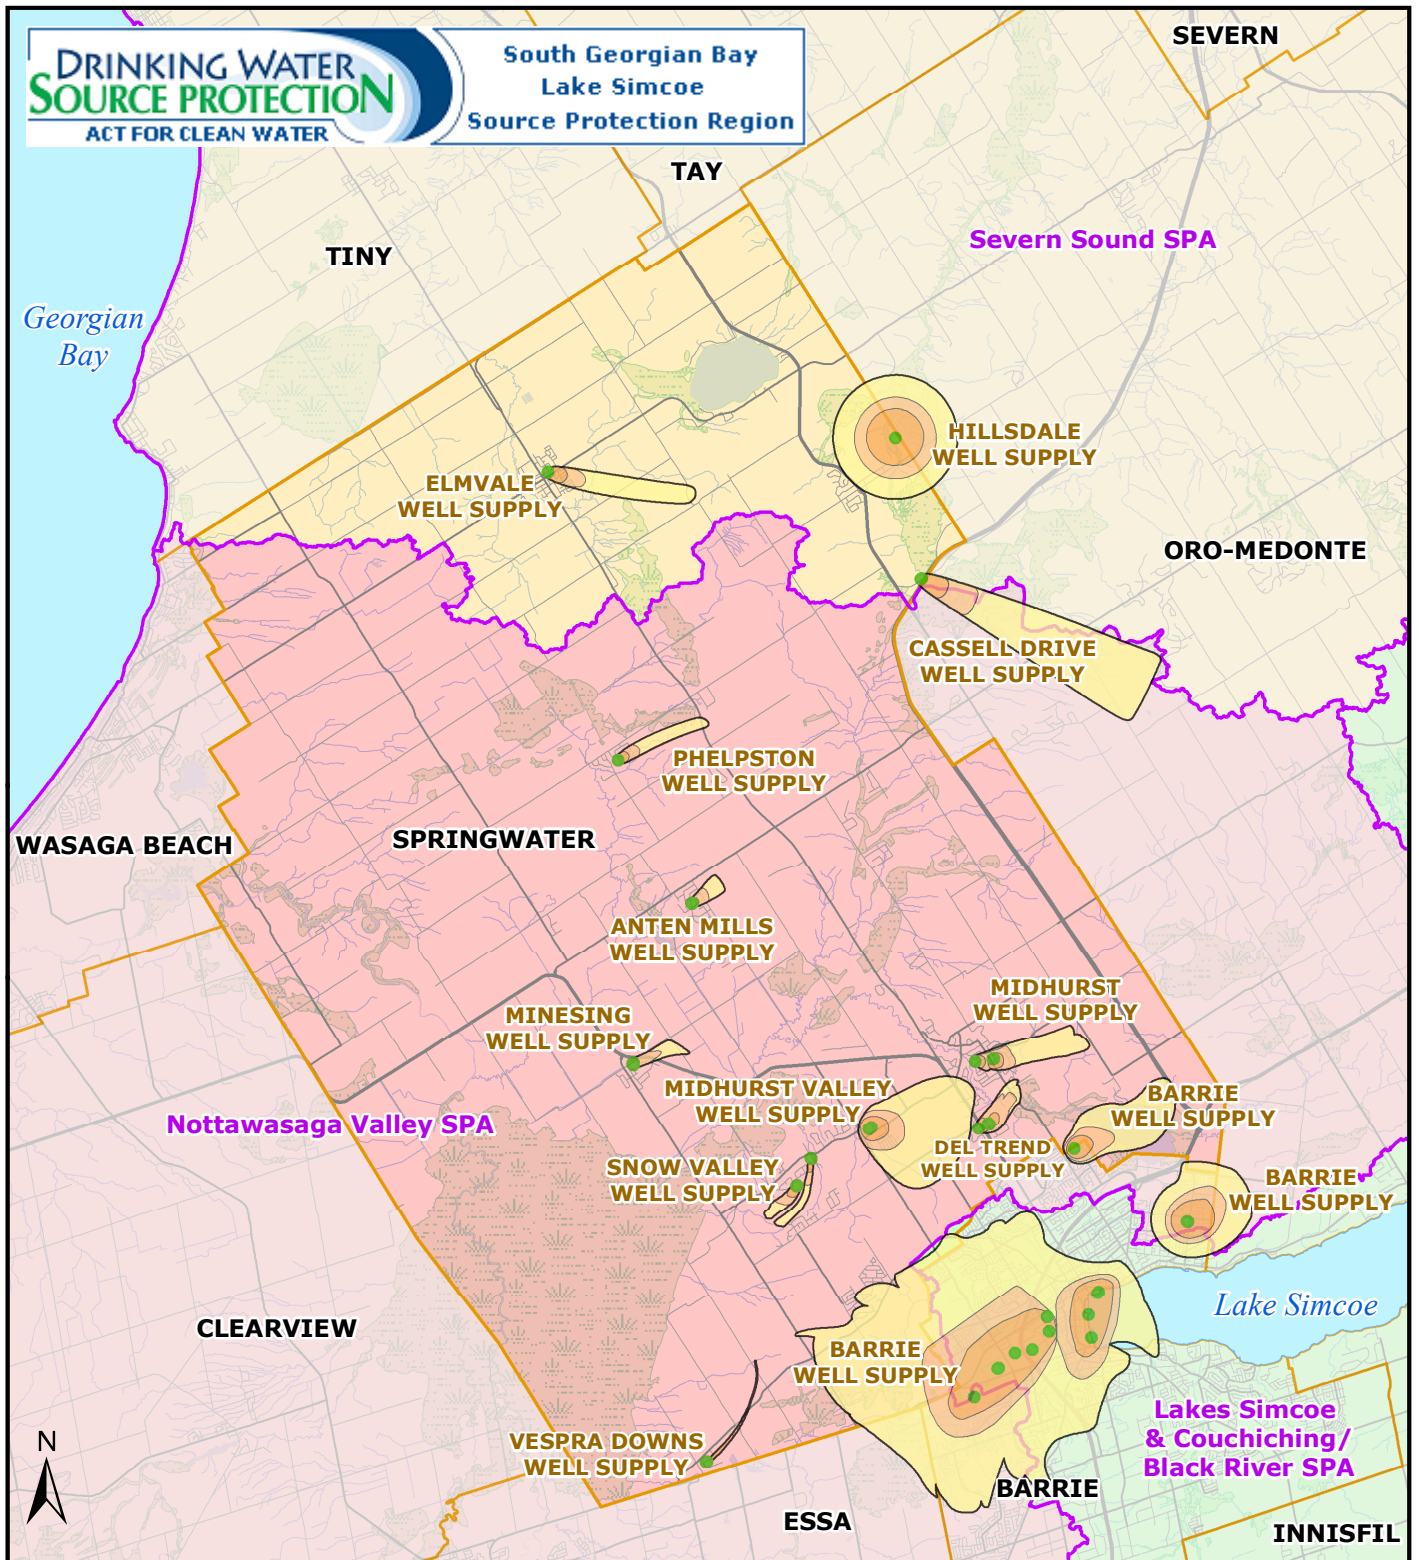 SEVERN
DRINKING WATER
SOURCE PROTECTION
ACT FOR CLEAN WATER
South Georgian Bay
Lake Simcoe
Source Protection Region
TAY
Severn Sound SPA
TINY
Georgian
Bay
HILLSDALE
WELL SUPPLY
ELMVALE
WELL SUPPLY
ORO-MEDONTE
CASSELL DRIVE
WELL SUPPLY
PHELPSTON
WELL SUPPLY
WASAGA BEACH
SPRINGWATER
ANTEN MILLS
WELL SUPPLY
MIDHURST
WELL SUPPLY
MINESING
WELL SUPPLY
MIDHURST VALLEY
WELL SUPPLY
BARRIE
WELL SUPPLY
Nottawasaga Valley SPA
DEL TREND
WELL SUPPLY
SNOW VALLEY
WELL SUPPLY
BARRIE
WELL SUPPLY
Lake Simcoe
CLEARVIEW
BARRIE
WELL SUPPLY
Lakes Simcoe
& Couchiching/
Black River SPA
N
VESPRA DOWNS
WELL SUPPLY
BARRIE
ESSA
INNISFIL